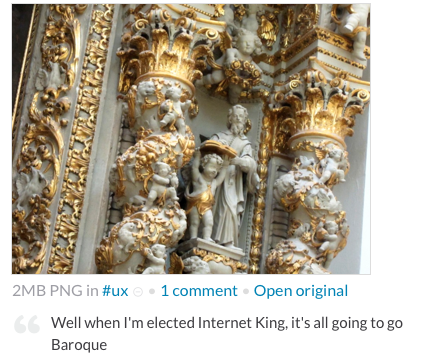 2MB PNG in #ux • 1 comment • Open original
Well when I'm elected Internet King, it's all going to go
Baroque